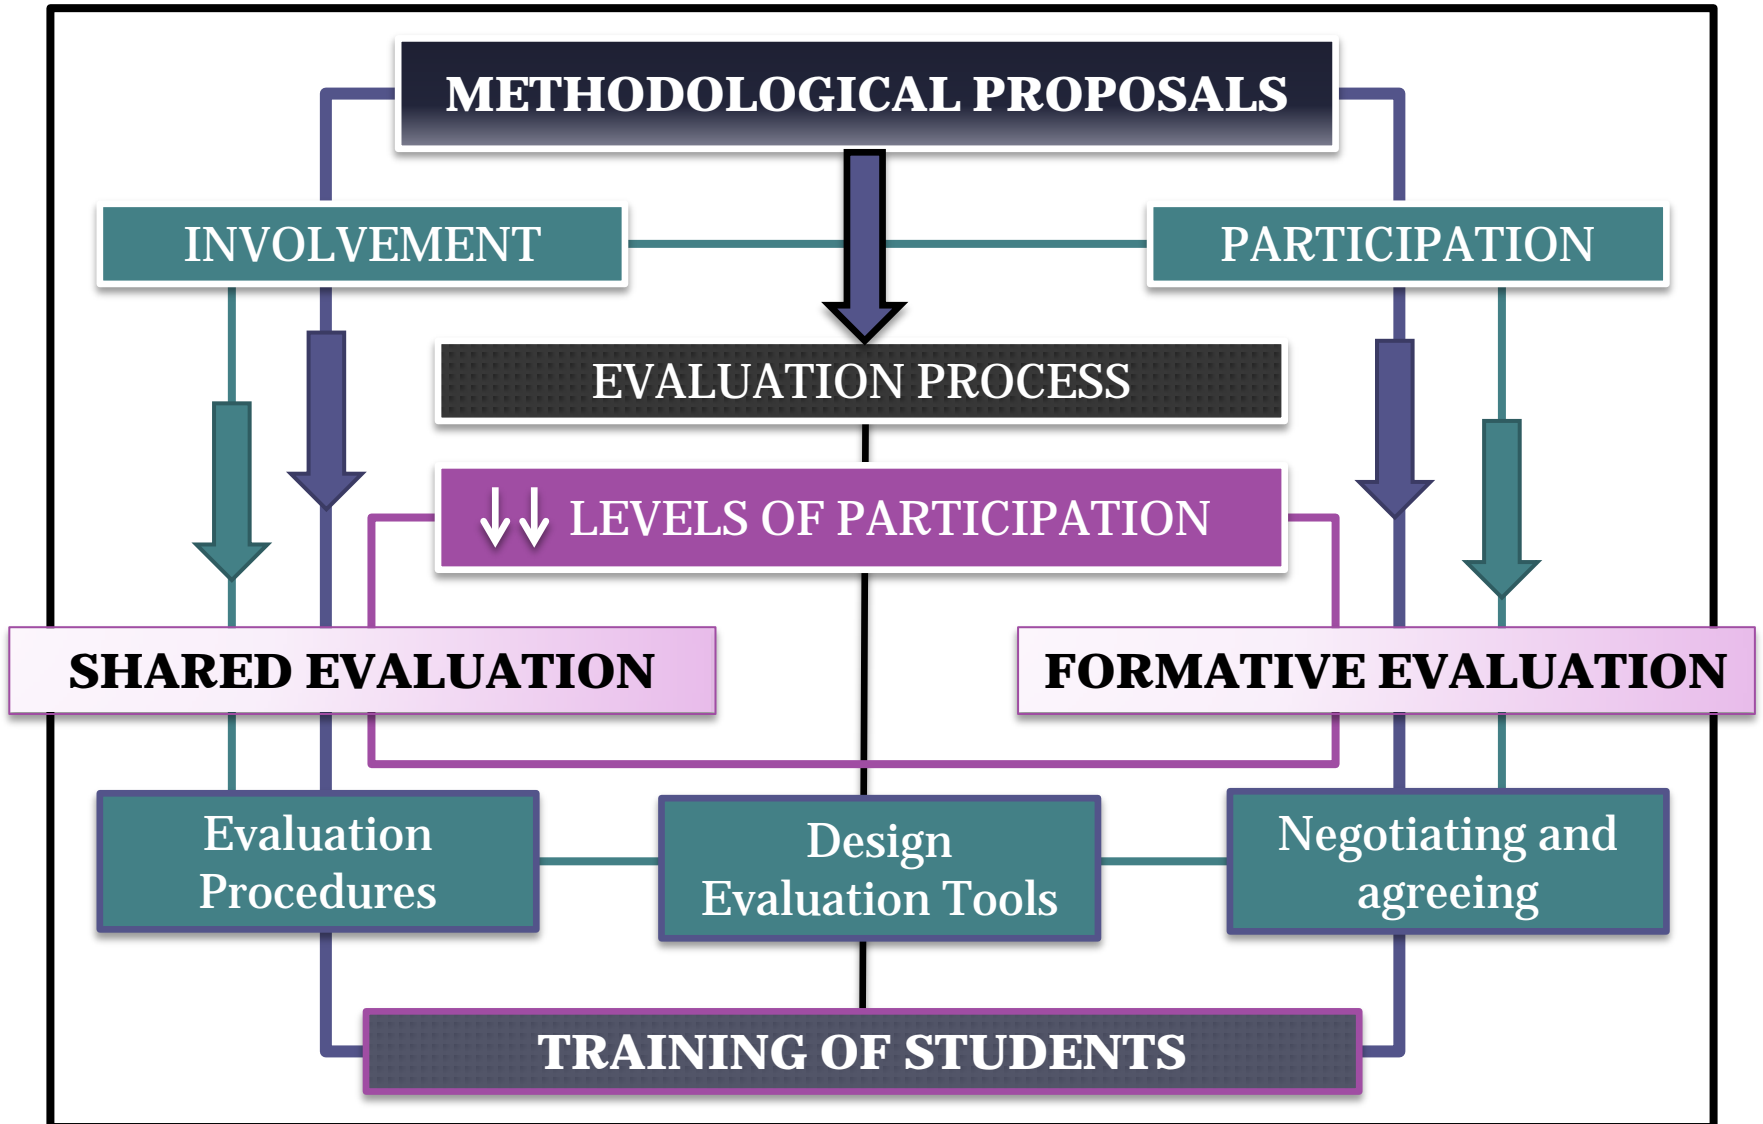 METHODOLOGICAL PROPOSALS
INVOLVEMENT
PARTICIPATION
EVALUATION PROCESS
LEVELS OF PARTICIPATION
SHARED EVALUATION
FORMATIVE EVALUATION
Evaluation
Procedures
Design
Evaluation Tools
Negotiating and
agreeing
TRAINING OF STUDENTS